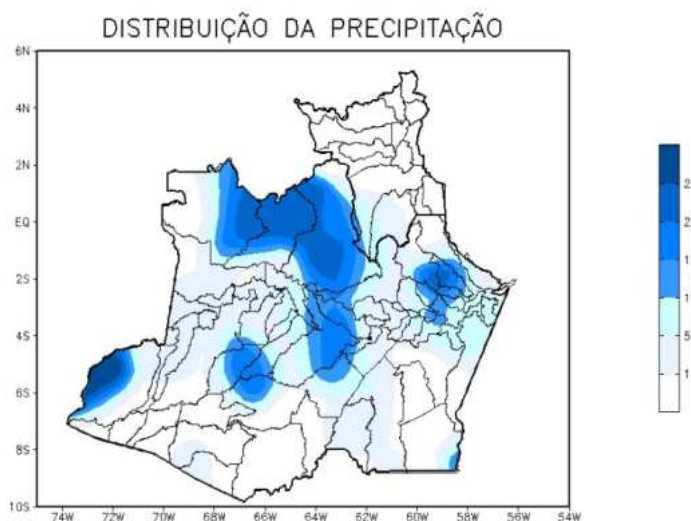 DISTRIBUIÇÃO DA PRECIPITAÇÃO
6N
4N
2N
EQ
2S
4S
6S
8S
10S
74W 72W 70W 68W 66W 64W 62W 60W 58W 56W 54W
2
2
1
1
5
1